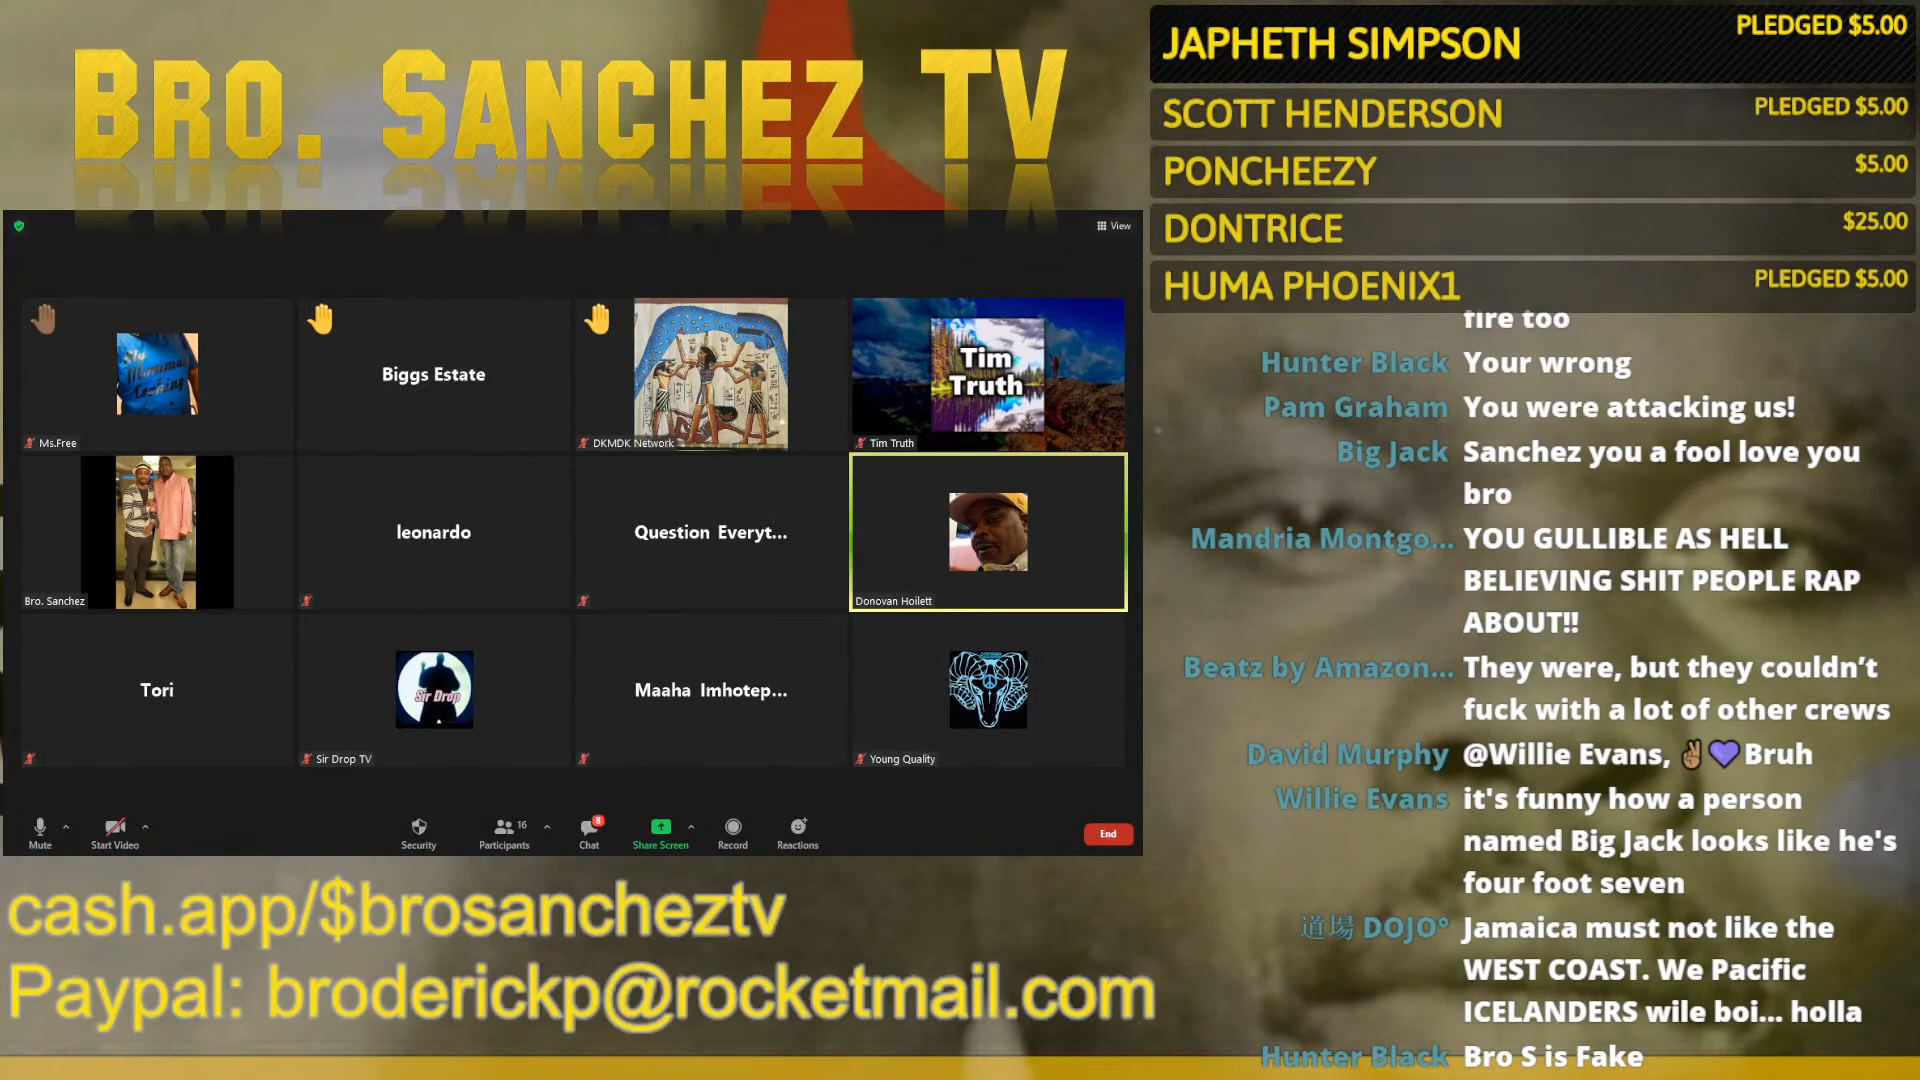 BRO. SANCHEZ TV
View
Ms.Free
Biggs Estate
DKMDK Network
Tim
Truth
Tim Truth
Bro. Sanchez
leonardo
Question Everyt...
Donovan Hoilett
Tori
Sir Drop
Sir Drop TV
Maaha Imhotep...
Young Quality
Mute
Start Video
Security
16
Participants
8
Chat
Share Screen
Record
Reactions
End
cash.app/$brosancheztv
Paypal: broderickp@rocketmail.com
JAPHETH SIMPSON PLEDGED $5.00
SCOTT HENDERSON PLEDGED $5.00
PONCHEEZY $5.00
DONTRICE $25.00
HUMA PHOENIX1 PLEDGED $5.00
fire too
Hunter Black Your wrong
Pam Graham You were attacking us!
Big Jack Sanchez you a fool love you
bro
Mandria Montgo... YOU GULLIBLE AS HELL
BELIEVING SHIT PEOPLE RAP
ABOUT!!
Beatz by Amazon... They were, but they couldn't
fuck with a lot of other crews
David Murphy @Willie Evans, ✌🏽💜Bruh
Willie Evans it's funny how a person
named Big Jack looks like he's
four foot seven
道場 DOJO° Jamaica must not like the
WEST COAST. We Pacific
ICELANDERS wile boi... holla
Hunter Black Bro S is Fake